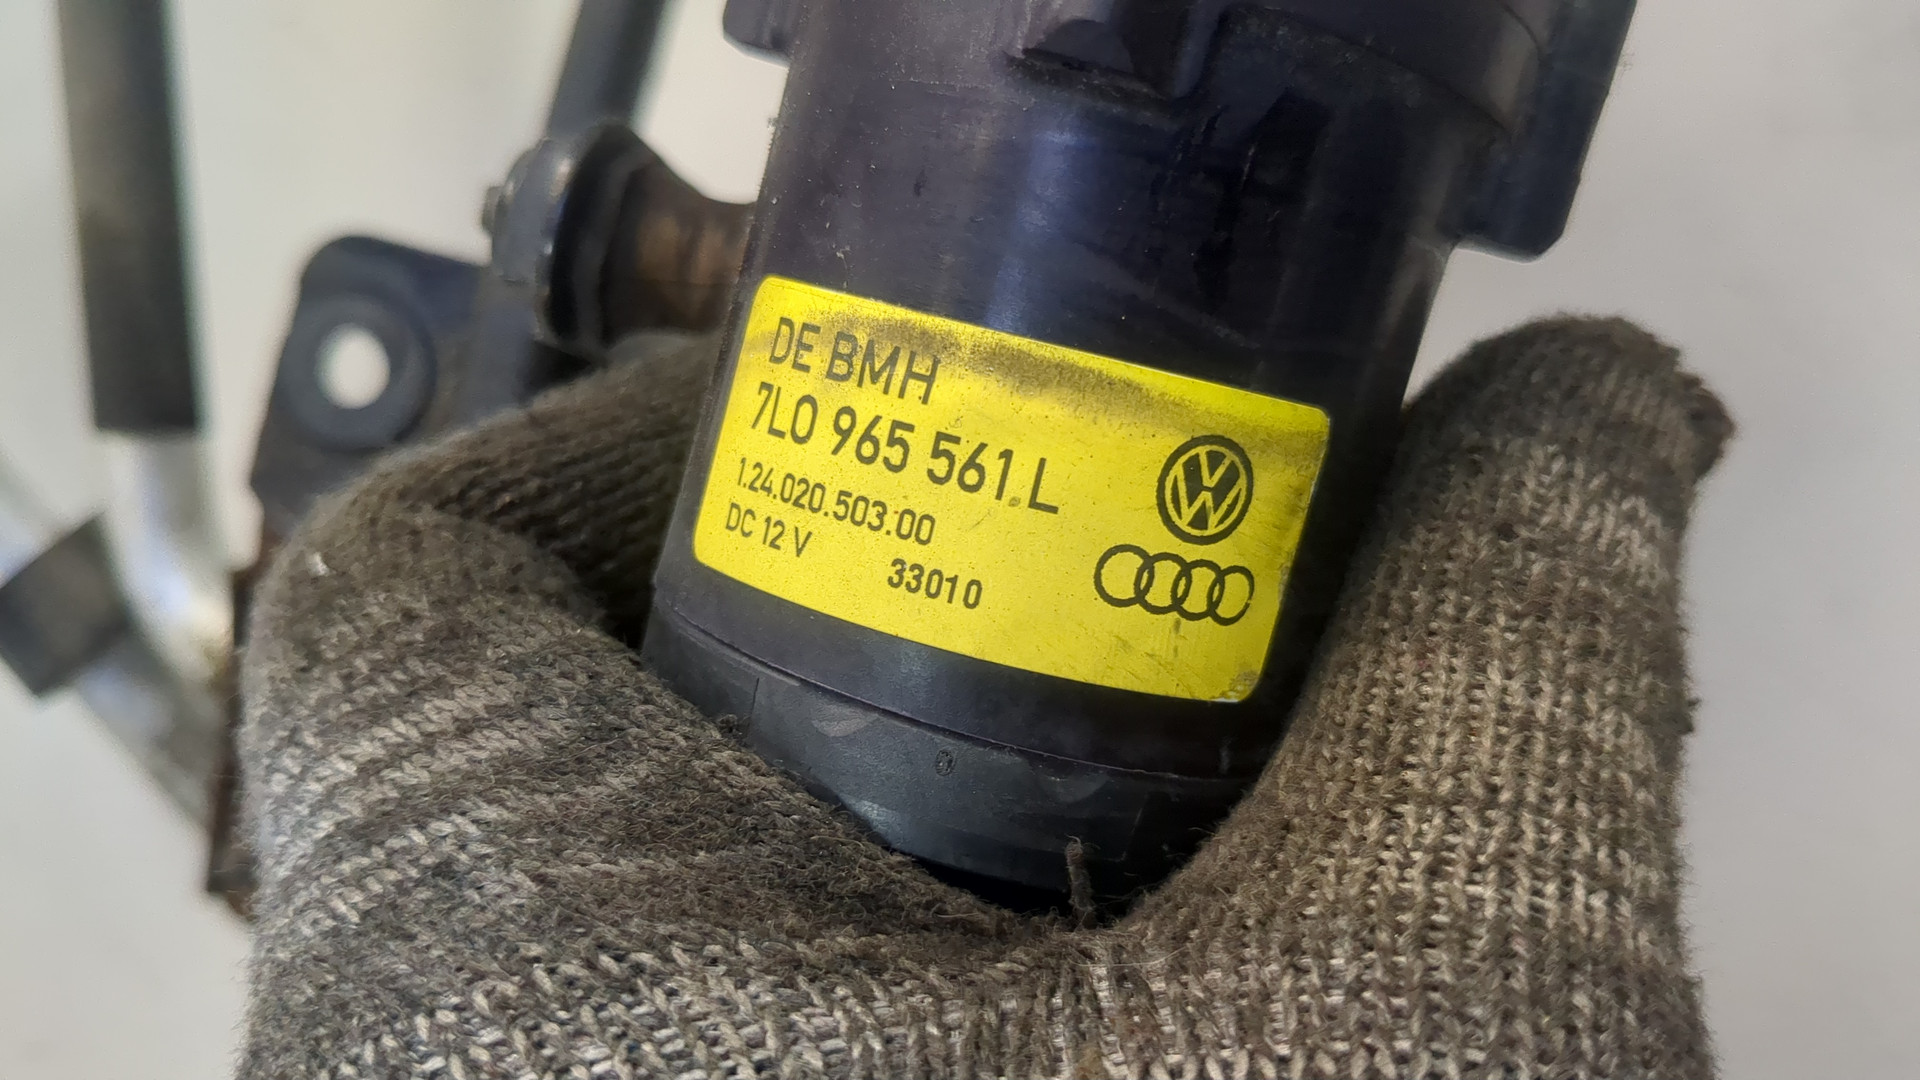 DE BMH
7L0 965 561 L
1.24.020.503.00
DC 12 V
33010